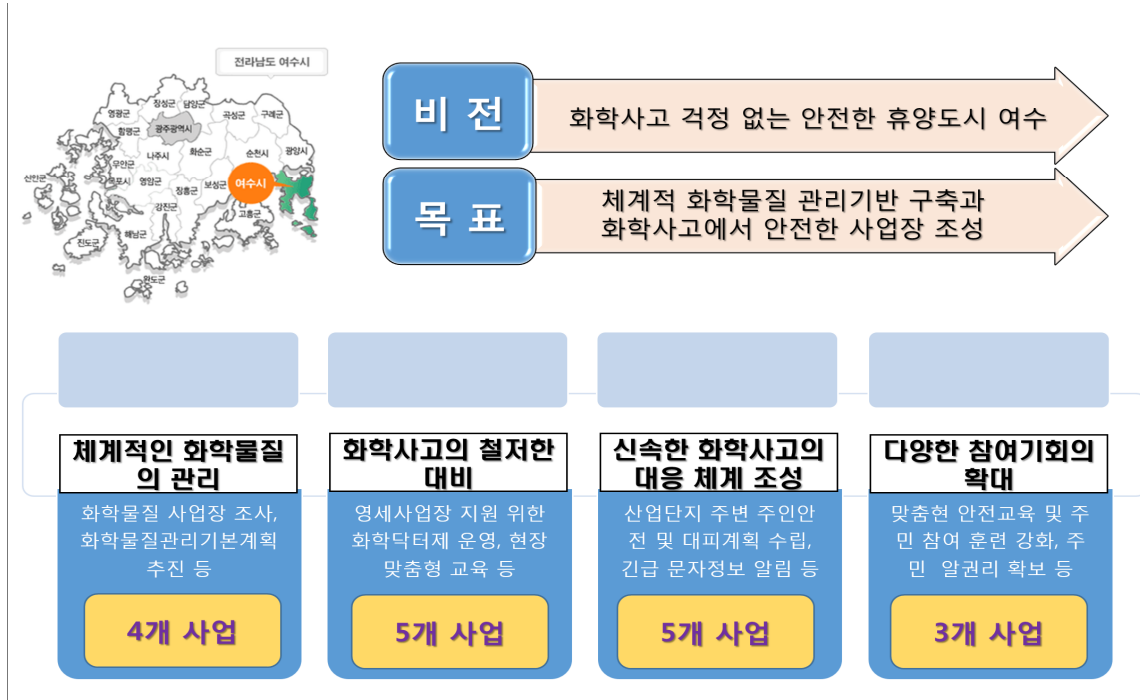 전라남도 여수시
영광군
장성군
담양군
곡성군
구례군
함평군
광주광역시
나주시
화순군
순천시
광양시
무안군
신안군
목포시
영암군
장흥군
보성군
여수시
강진군
고흥군
해남군
진도군
완도군
비 전
화학사고 걱정 없는 안전한 휴양도시 여수
목 표
체계적 화학물질 관리기반 구축과
화학사고에서 안전한 사업장 조성
체계적인 화학물질
의 관리
화학물질 사업장 조사,
화학물질관리기본계획
추진 등
4개 사업
화학사고의 철저한
대비
영세사업장 지원 위한
화학닥터제 운영, 현장
맞춤형 교육 등
5개 사업
신속한 화학사고의
대응 체계 조성
산업단지 주변 주인안
전 및 대피계획 수립,
긴급 문자정보 알림 등
5개 사업
다양한 참여기회의
확대
맞춤현 안전교육 및 주
민 참여 훈련 강화, 주
민 알권리 확보 등
3개 사업